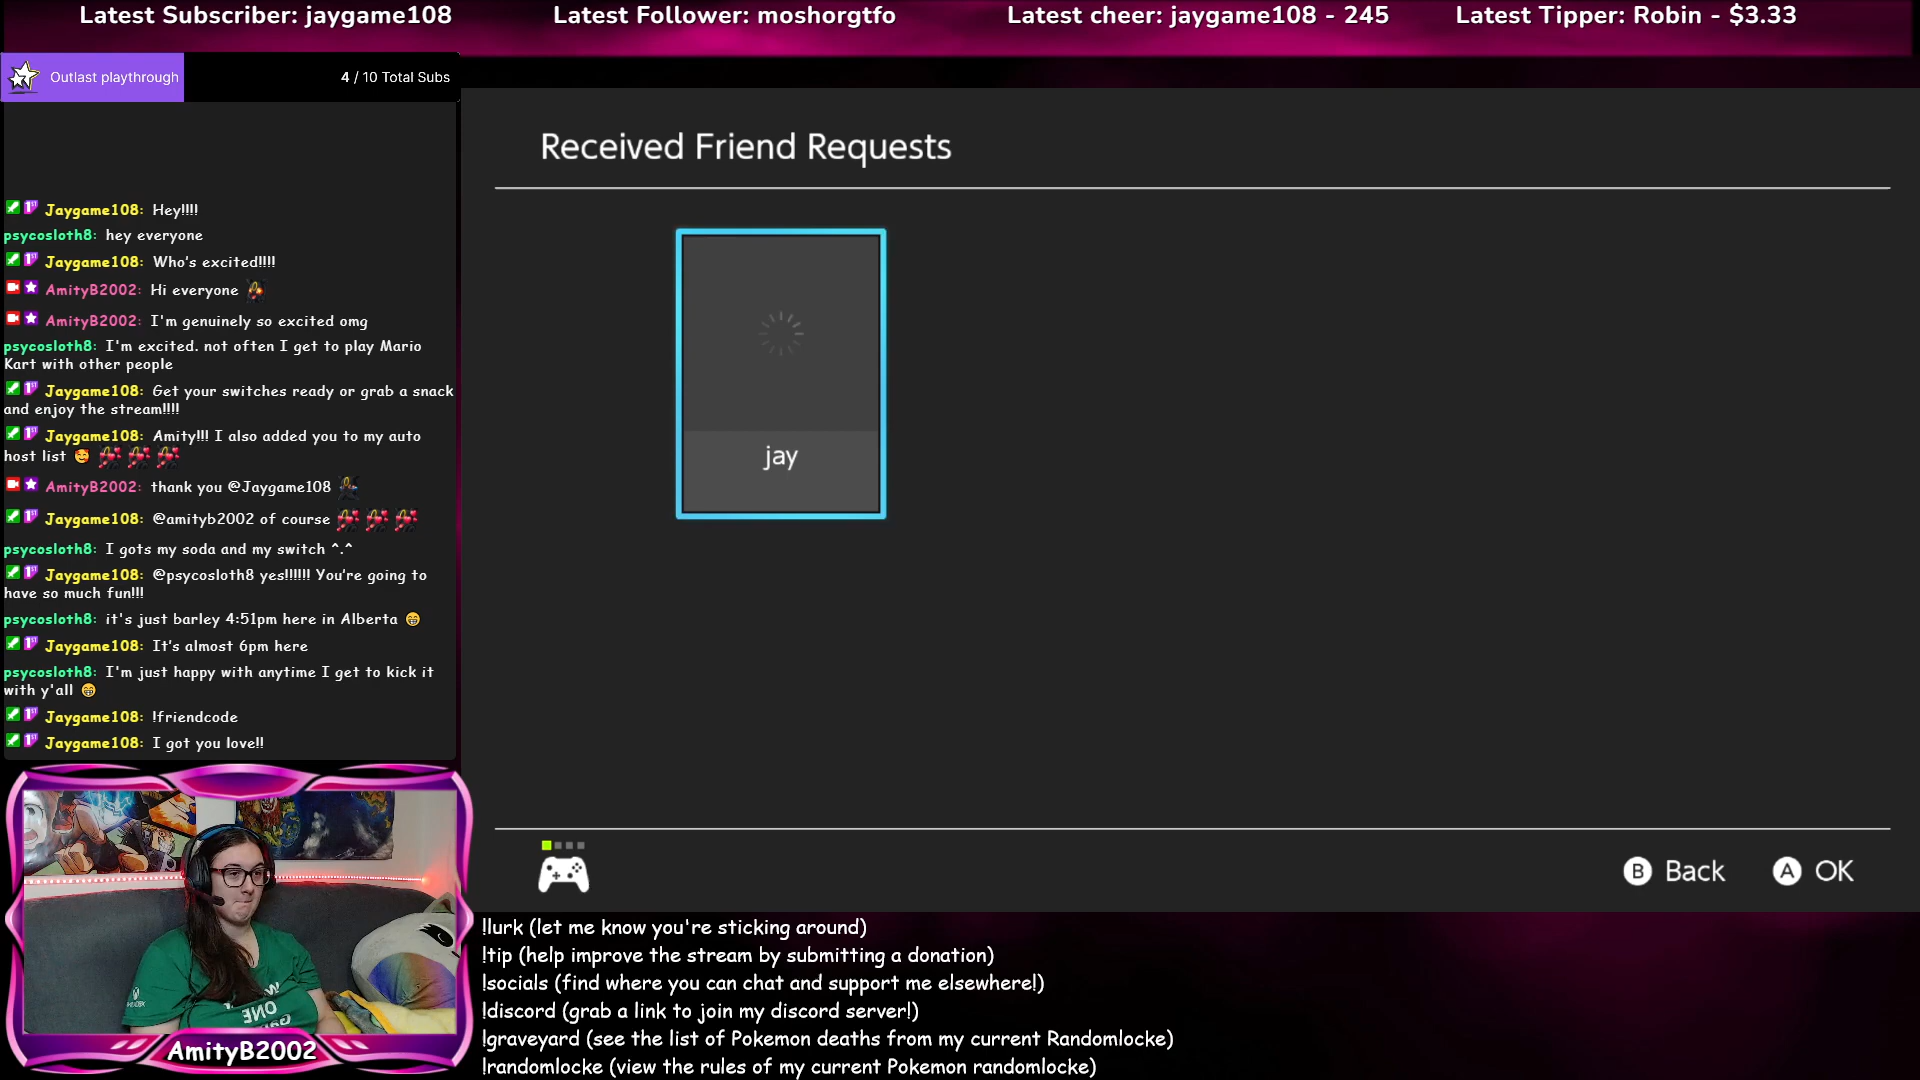 Latest Subscriber: jaygame108 Latest Follower: moshorgtfo Latest cheer: jaygame108 - 245 Latest Tipper: Robin - $3.33
Outlast playthrough 4 / 10 Total Subs
Received Friend Requests
Jaygame108: Hey!!!!
psycosloth8: hey everyone
Jaygame108: Who's excited!!!!
AmityB2002: Hi everyone
AmityB2002: I'm genuinely so excited omg
psycosloth8: I'm excited. not often I get to play Mario
Kart with other people
Jaygame108: Get your switches ready or grab a snack
and enjoy the stream!!!!
Jaygame108: Amity!!! I also added you to my auto
host list 🥰
AmityB2002: thank you @Jaygame108
Jaygame108: @amityb2002 of course
psycosloth8: I gots my soda and my switch ^.^
Jaygame108: @psycosloth8 yes!!!!!! You're going to
have so much fun!!!
psycosloth8: it's just barley 4:51pm here in Alberta 😁
Jaygame108: It's almost 6pm here
psycosloth8: I'm just happy with anytime I get to kick it
with y'all 😁
Jaygame108: !friendcode
Jaygame108: I got you love!!
jay
B Back A OK
AmityB2002
!lurk (let me know you're sticking around)
!tip (help improve the stream by submitting a donation)
!socials (find where you can chat and support me elsewhere!)
!discord (grab a link to join my discord server!)
!graveyard (see the list of Pokemon deaths from my current Randomlocke)
!randomlocke (view the rules of my current Pokemon randomlocke)